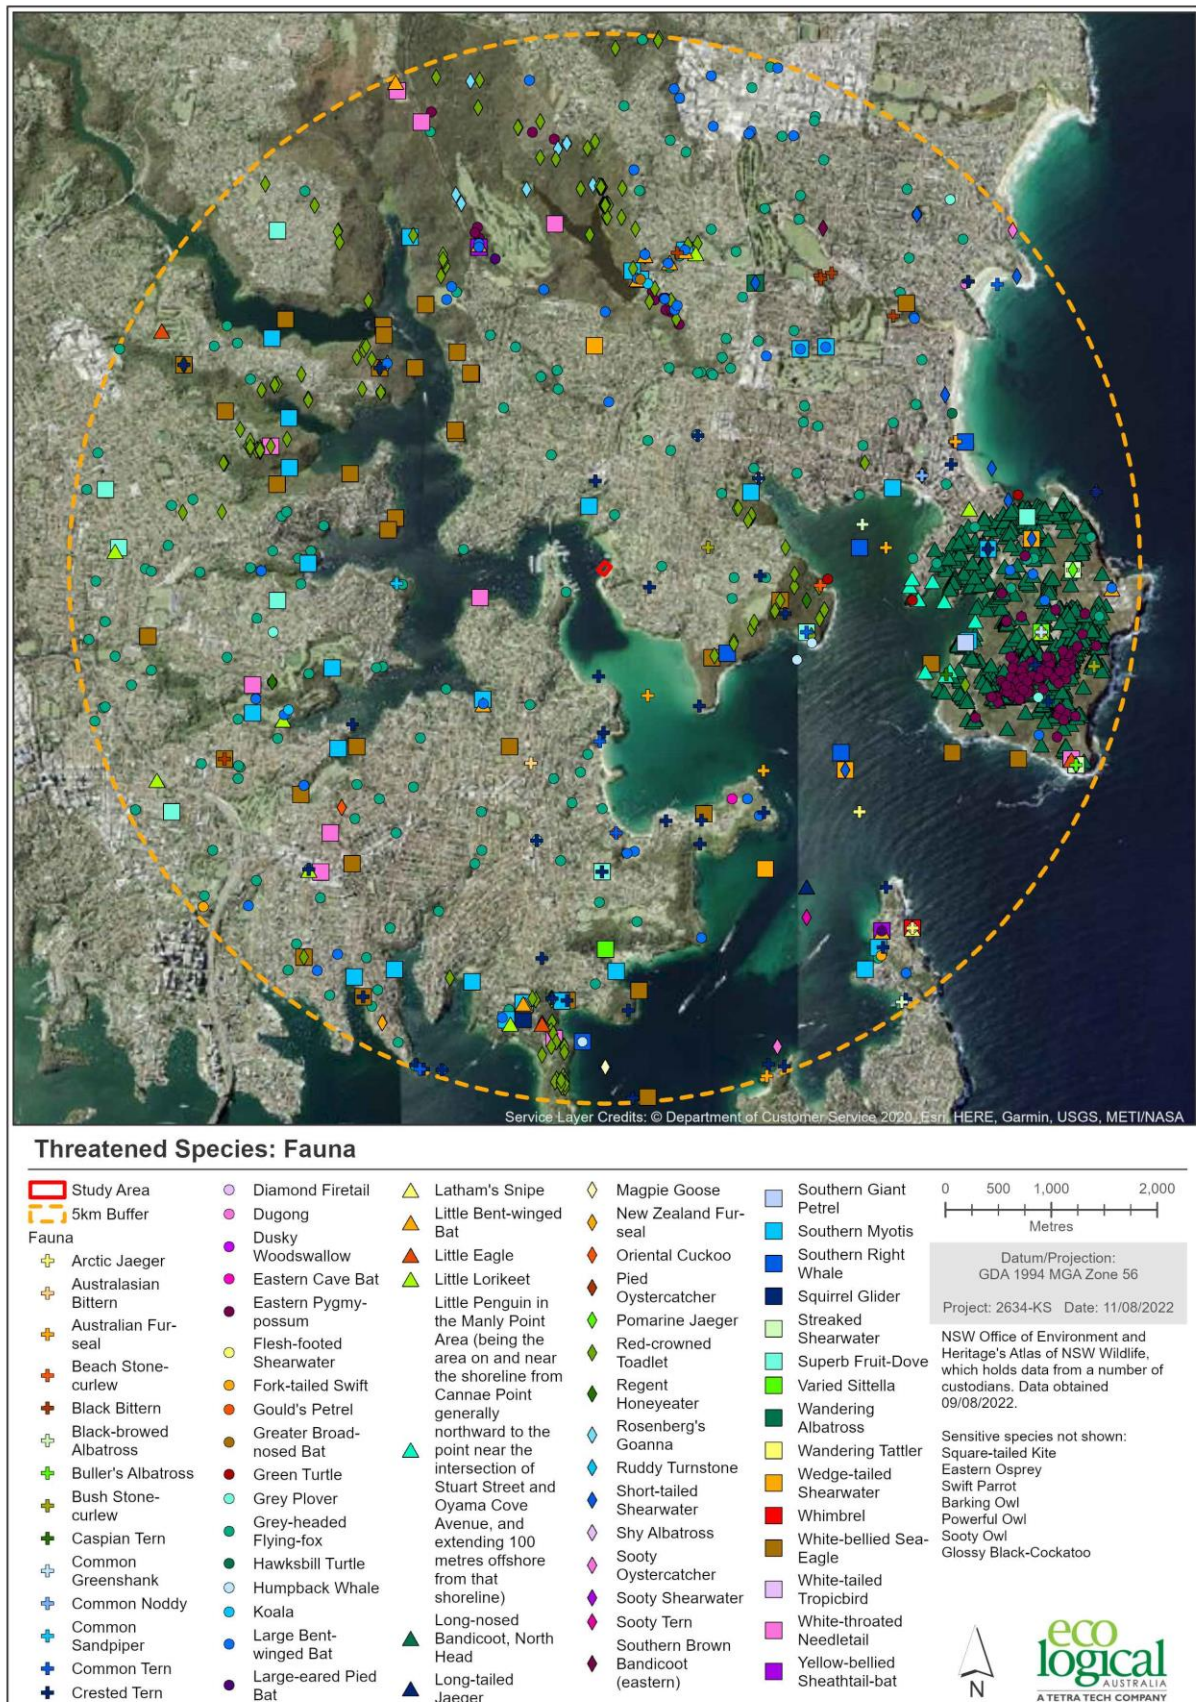 Service Layer Credits: © Department of Customer Service 2020, Esri, HERE, Garmin, USGS, METI/NASA
Threatened Species: Fauna
Study Area
5km Buffer
Fauna
Arctic Jaeger
Australasian
Bittern
Australian Fur-
seal
Beach Stone-
curlew
Black Bittern
Black-browed
Albatross
Buller's Albatross
Bush Stone-
curlew
Caspian Tern
Common
Greenshank
Common Noddy
Common
Sandpiper
Common Tern
Crested Tern
Diamond Firetail
Dugong
Dusky
Woodswallow
Eastern Cave Bat
Eastern Pygmy-
possum
Flesh-footed
Shearwater
Fork-tailed Swift
Gould's Petrel
Greater Broad-
nosed Bat
Green Turtle
Grey Plover
Grey-headed
Flying-fox
Hawksbill Turtle
Humpback Whale
Koala
Large Bent-
winged Bat
Large-eared Pied
Bat
Latham's Snipe
Little Bent-winged
Bat
Little Eagle
Little Lorikeet
Little Penguin in
the Manly Point
Area (being the
area on and near
the shoreline from
Cannae Point
generally
northward to the
point near the
intersection of
Stuart Street and
Oyama Cove
Avenue, and
extending 100
metres offshore
from that
shoreline)
Long-nosed
Bandicoot, North
Head
Long-tailed
Jaeger
Magpie Goose
New Zealand Fur-
seal
Oriental Cuckoo
Pied
Oystercatcher
Pomarine Jaeger
Red-crowned
Toadlet
Regent
Honeyeater
Rosenberg's
Goanna
Ruddy Turnstone
Short-tailed
Shearwater
Shy Albatross
Sooty
Oystercatcher
Sooty Shearwater
Sooty Tern
Southern Brown
Bandicoot
(eastern)
Southern Giant
Petrel
Southern Myotis
Southern Right
Whale
Squirrel Glider
Streaked
Shearwater
Superb Fruit-Dove
Varied Sittella
Wandering
Albatross
Wandering Tattler
Wedge-tailed
Shearwater
Whimbrel
White-bellied Sea-
Eagle
White-tailed
Tropicbird
White-throated
Needletail
Yellow-bellied
Sheathtail-bat
0 500 1,000 2,000
Metres
Datum/Projection:
GDA 1994 MGA Zone 56
Project: 2634-KS Date: 11/08/2022
NSW Office of Environment and
Heritage's Atlas of NSW Wildlife,
which holds data from a number of
custodians. Data obtained
09/08/2022.
Sensitive species not shown:
Square-tailed Kite
Eastern Osprey
Swift Parrot
Barking Owl
Powerful Owl
Sooty Owl
Glossy Black-Cockatoo
N
eco
logical
AUSTRALIA
A TETRA TECH COMPANY